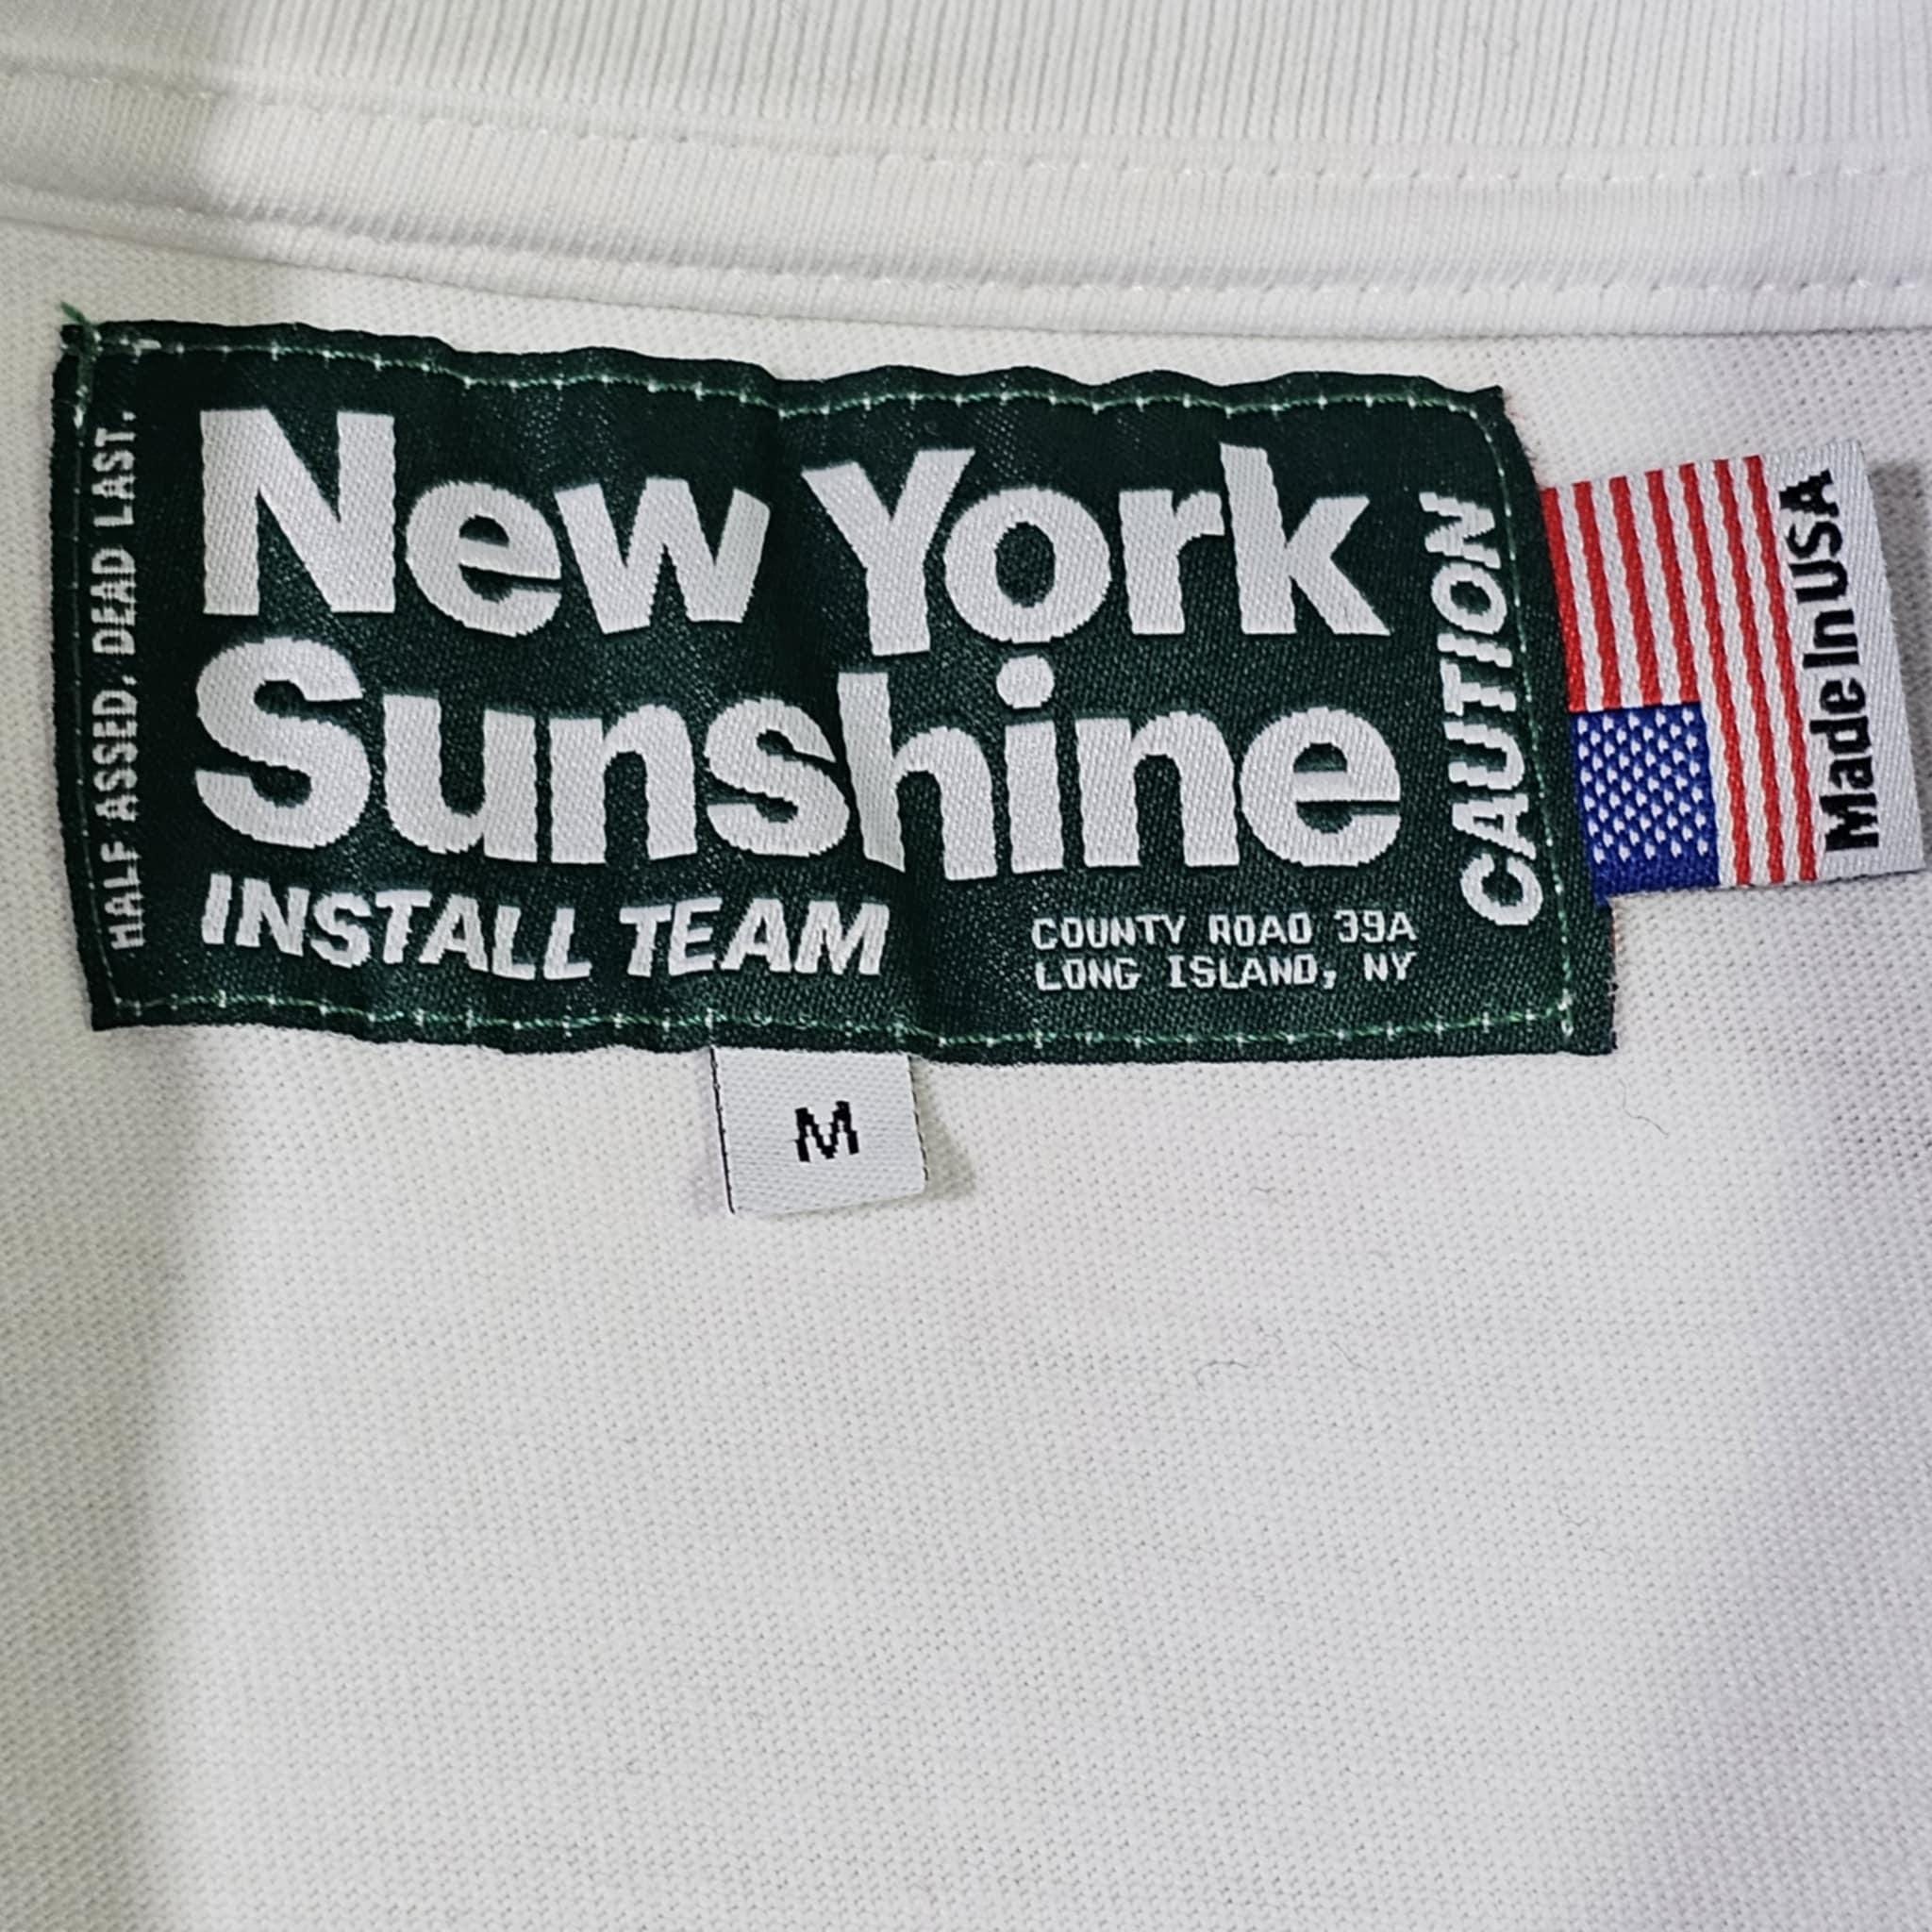 HALF ASSED, DEAD LAST.
New York
Sunshine
INSTALL TEAM
COUNTY ROAD 39A
LONG ISLAND, NY
CAUTION
Made In USA
M